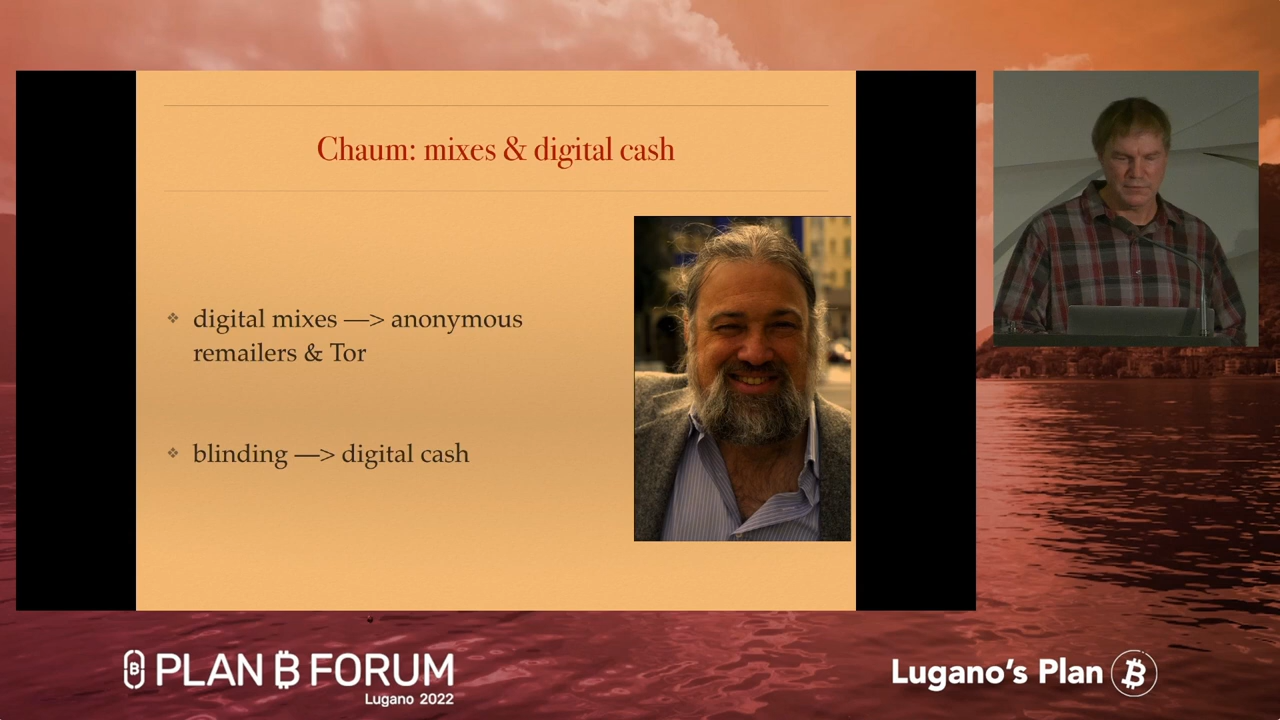 Chaum: mixes & digital cash
digital mixes —> anonymous
remailers & Tor
blinding —> digital cash
PLAN ₿ FORUM
Lugano 2022
Lugano's Plan ₿